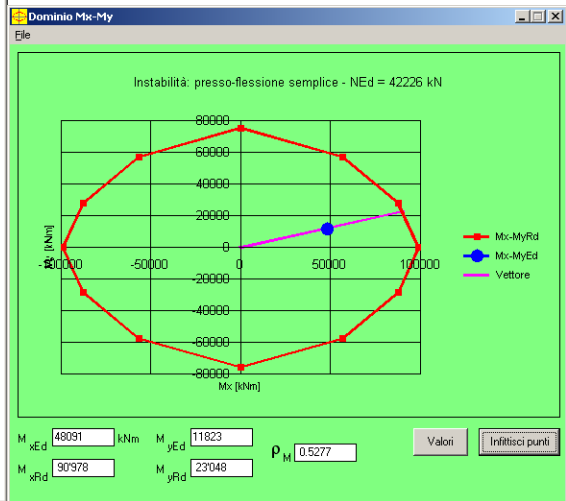 Dominio Mx-My
File
Instabilità: presso-flessione semplice - NEd = 42226 kN
80000
60000
40000
20000
0
-20000
-40000
-60000
-80000
-50000
0
50000
100000
Mx [kNm]
Mx-MyRd
Mx-MyEd
Vettore
M xEd 48091 kNm M yEd 11823
ρ M 0.5277
M xRd 90'978 M yRd 23'048
Valori
Infittisci punti